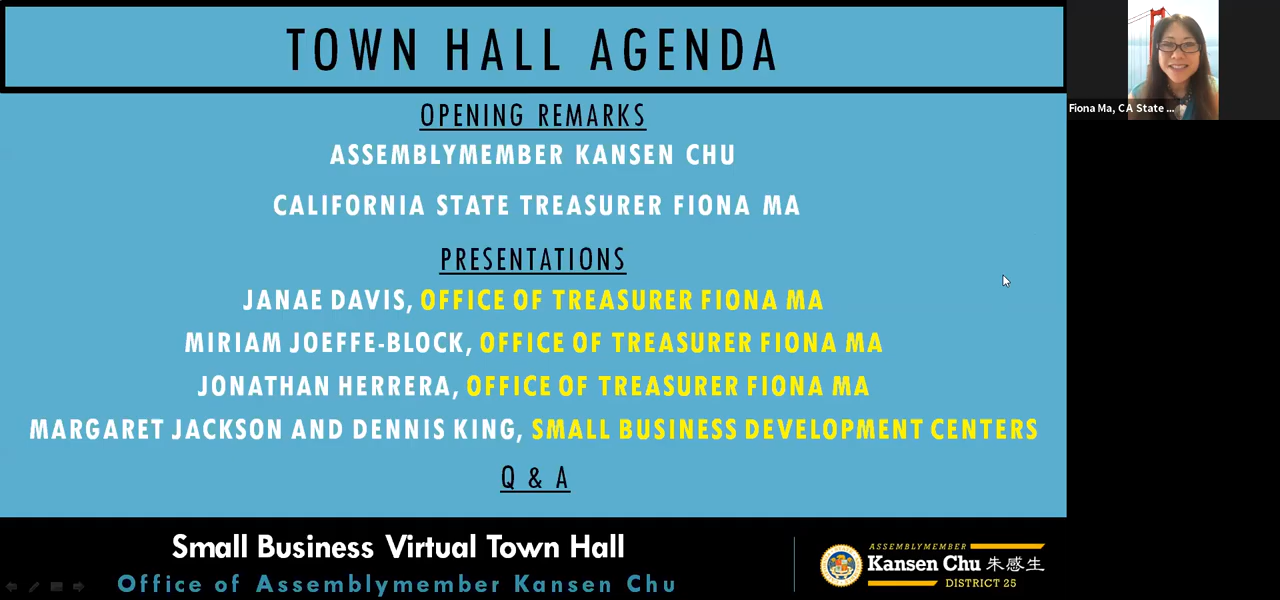 TOWN HALL AGENDA
OPENING REMARKS
ASSEMBLYMEMBER KANSEN CHU
CALIFORNIA STATE TREASURER FIONA MA
PRESENTATIONS
JANAE DAVIS, OFFICE OF TREASURER FIONA MA
MIRIAM JOEFFE-BLOCK, OFFICE OF TREASURER FIONA MA
JONATHAN HERRERA, OFFICE OF TREASURER FIONA MA
MARGARET JACKSON AND DENNIS KING, SMALL BUSINESS DEVELOPMENT CENTERS
Q & A
Small Business Virtual Town Hall
Office of Assemblymember Kansen Chu
ASSEMBLYMEMBER
Kansen Chu 朱感生
DISTRICT 25
Fiona Ma, CA State ...